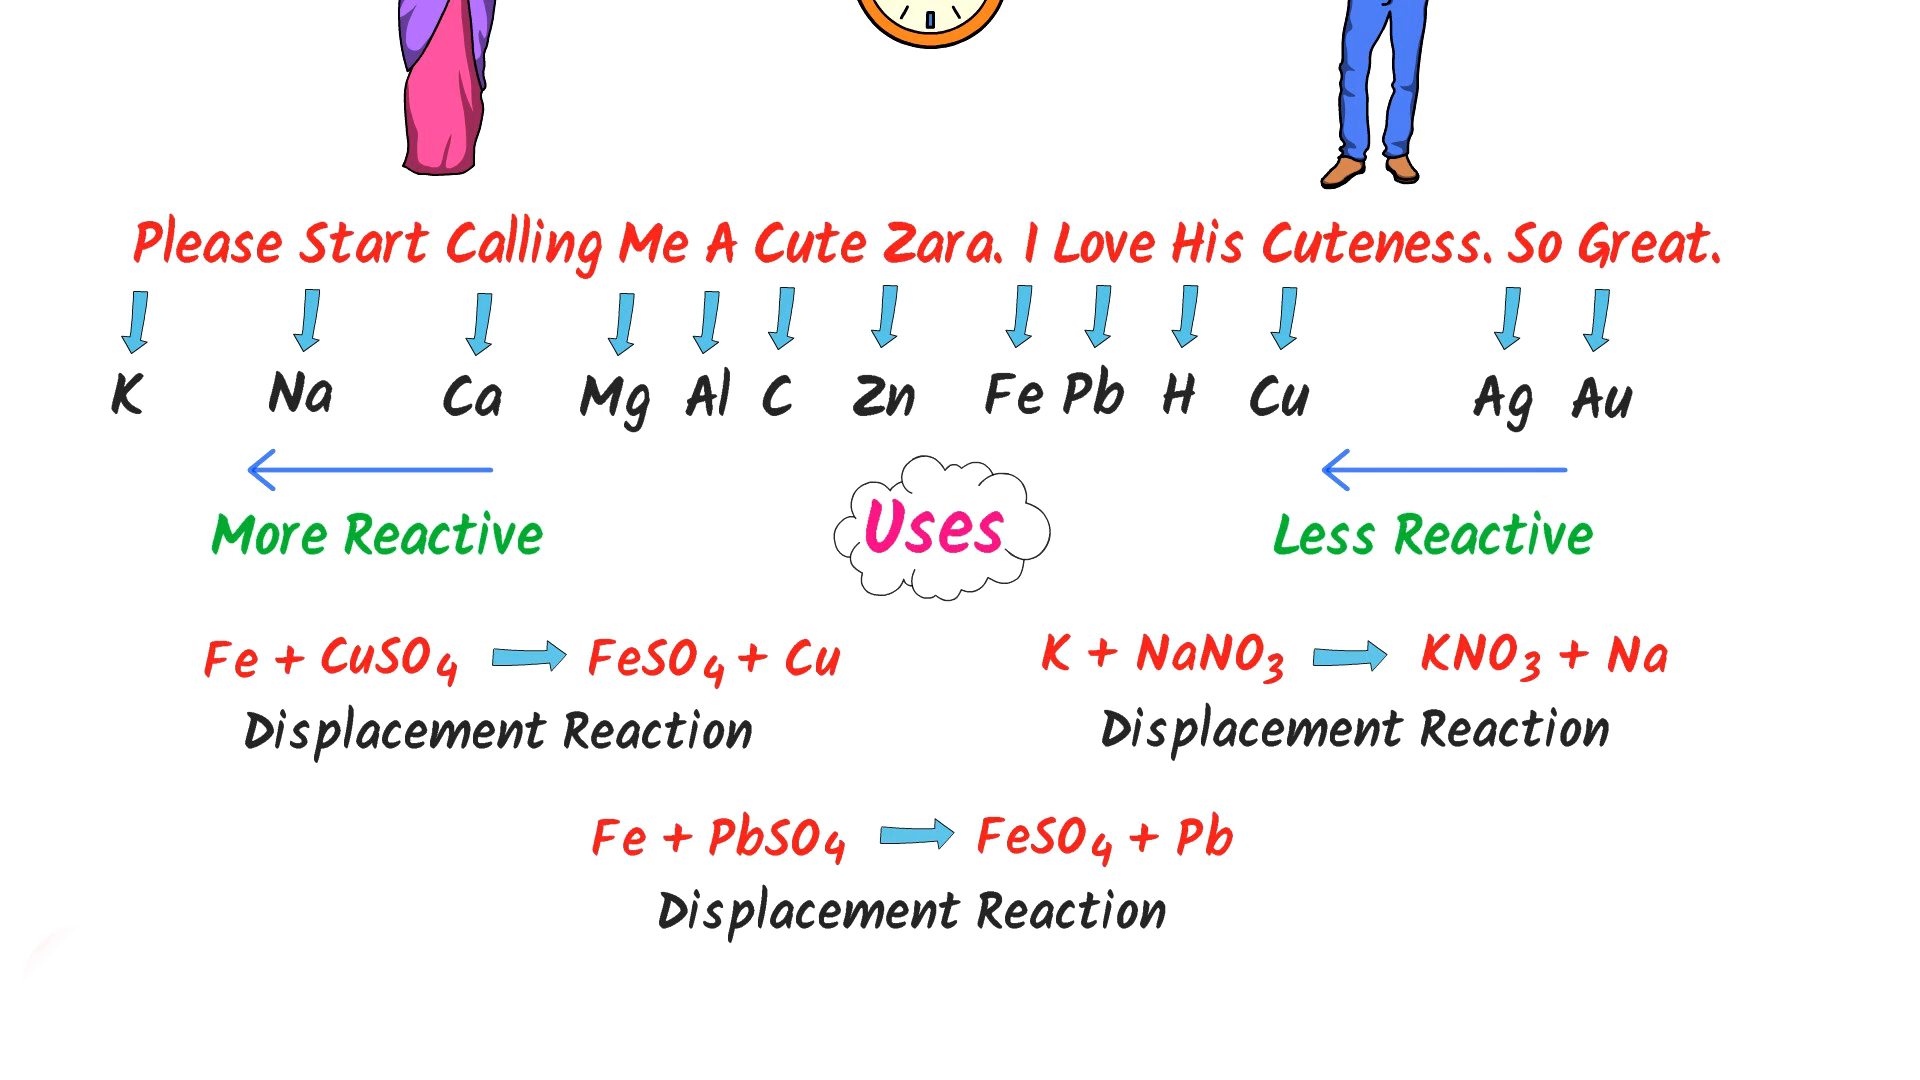 Please Start Calling Me A Cute Zara. I Love His Cuteness. So Great.
K Na Ca Mg Al C Zn Fe Pb H Cu Ag Au
More Reactive
Uses
Less Reactive
Fe + CuSO₄ FeSO₄ + Cu
K + NaNO₃ KNO₃ + Na
Displacement Reaction
Displacement Reaction
Fe + PbSO₄ FeSO₄ + Pb
Displacement Reaction